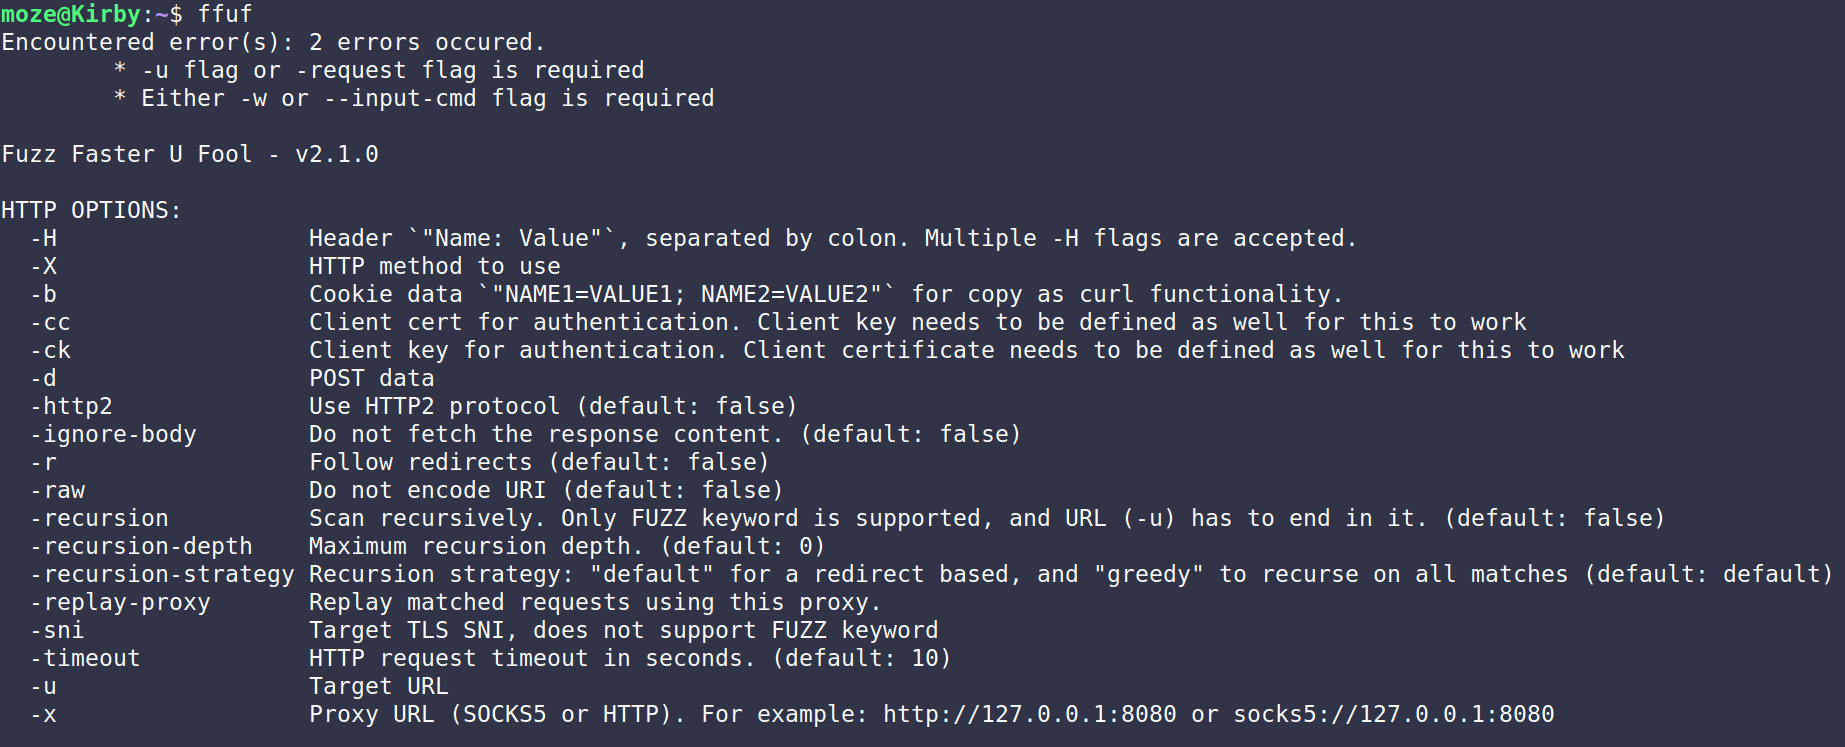 moze@Kirby:~$ ffuf
Encountered error(s): 2 errors occured.
        * -u flag or -request flag is required
        * Either -w or --input-cmd flag is required

Fuzz Faster U Fool - v2.1.0

HTTP OPTIONS:
  -H                  Header `"Name: Value"`, separated by colon. Multiple -H flags are accepted.
  -X                  HTTP method to use
  -b                  Cookie data `"NAME1=VALUE1; NAME2=VALUE2"` for copy as curl functionality.
  -cc                 Client cert for authentication. Client key needs to be defined as well for this to work
  -ck                 Client key for authentication. Client certificate needs to be defined as well for this to work
  -d                  POST data
  -http2              Use HTTP2 protocol (default: false)
  -ignore-body        Do not fetch the response content. (default: false)
  -r                  Follow redirects (default: false)
  -raw                Do not encode URI (default: false)
  -recursion          Scan recursively. Only FUZZ keyword is supported, and URL (-u) has to end in it. (default: false)
  -recursion-depth    Maximum recursion depth. (default: 0)
  -recursion-strategy Recursion strategy: "default" for a redirect based, and "greedy" to recurse on all matches (default: default)
  -replay-proxy       Replay matched requests using this proxy.
  -sni                Target TLS SNI, does not support FUZZ keyword
  -timeout            HTTP request timeout in seconds. (default: 10)
  -u                  Target URL
  -x                  Proxy URL (SOCKS5 or HTTP). For example: http://127.0.0.1:8080 or socks5://127.0.0.1:8080